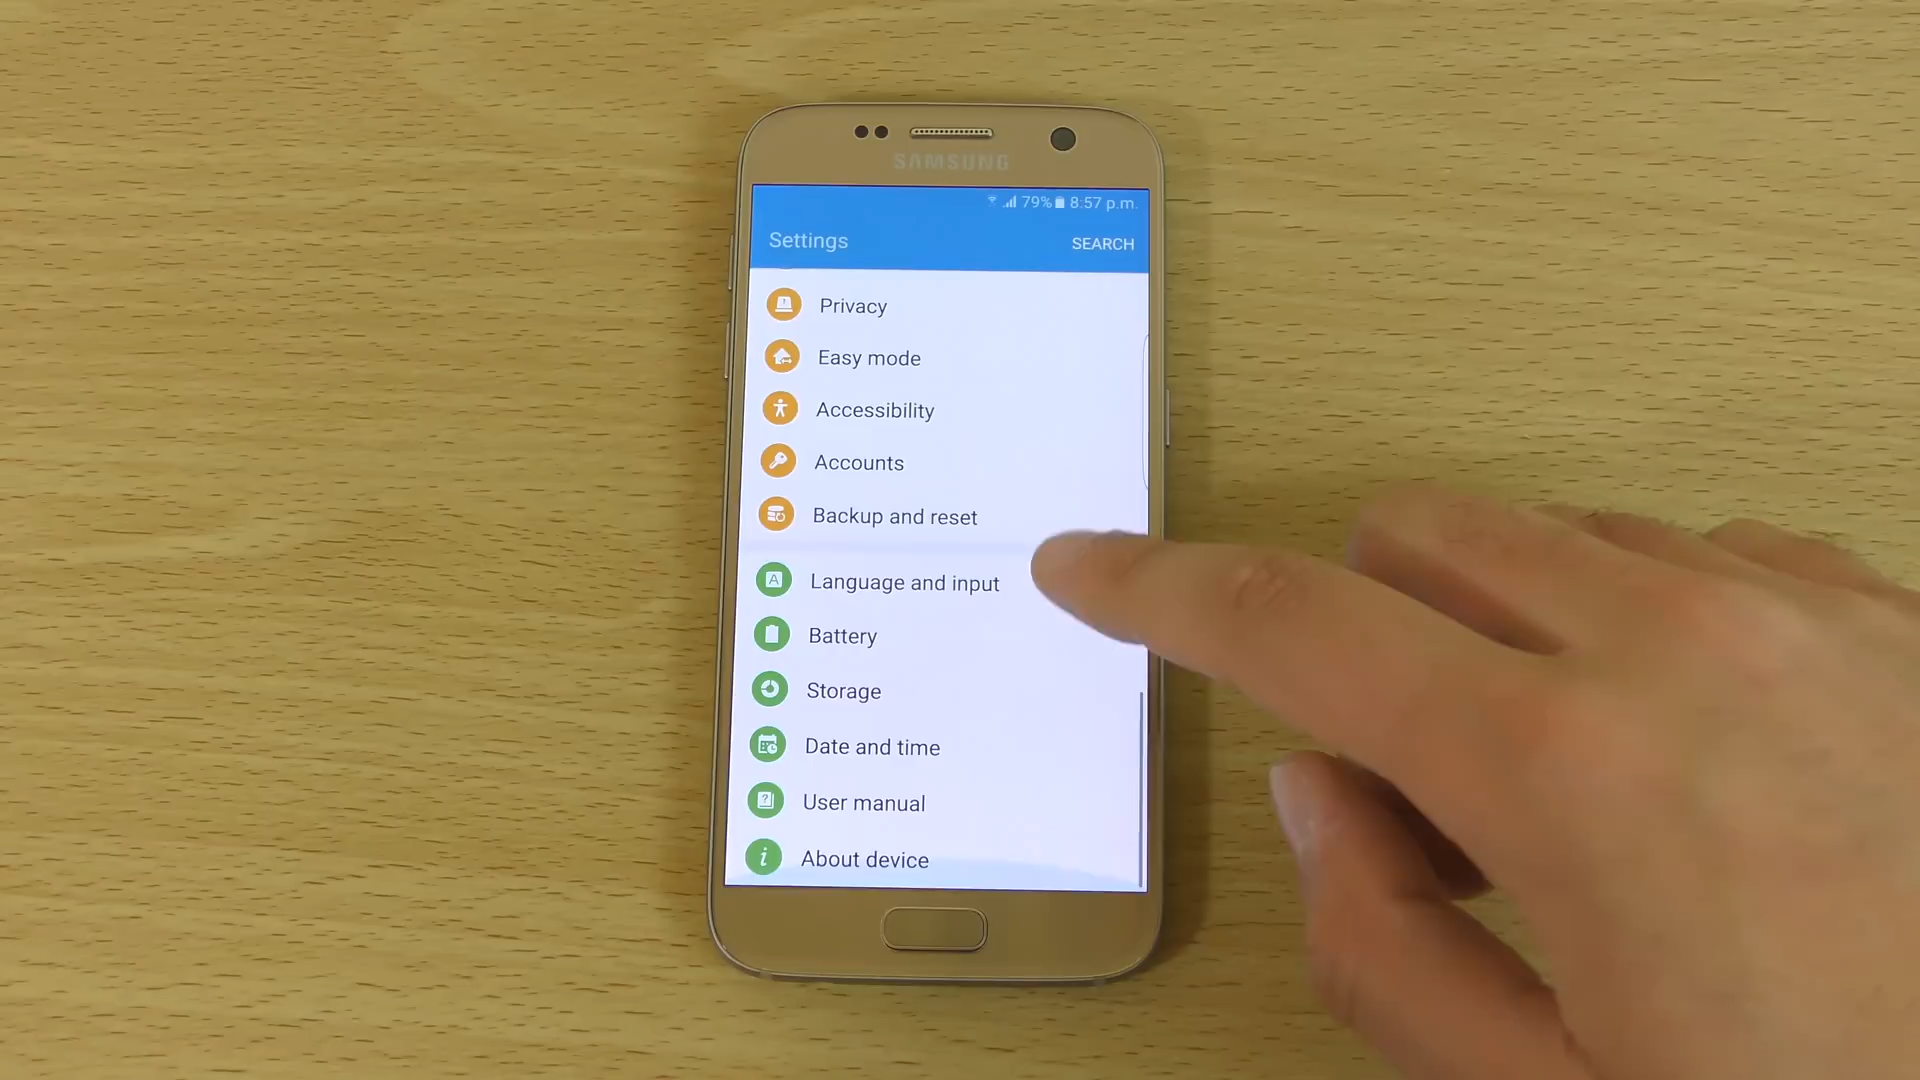 SAMSUNG
79% 8:57 p.m.
Settings
SEARCH
Privacy
Easy mode
Accessibility
Accounts
Backup and reset
A
Language and input
Battery
Storage
Date and time
?
User manual
i
About device